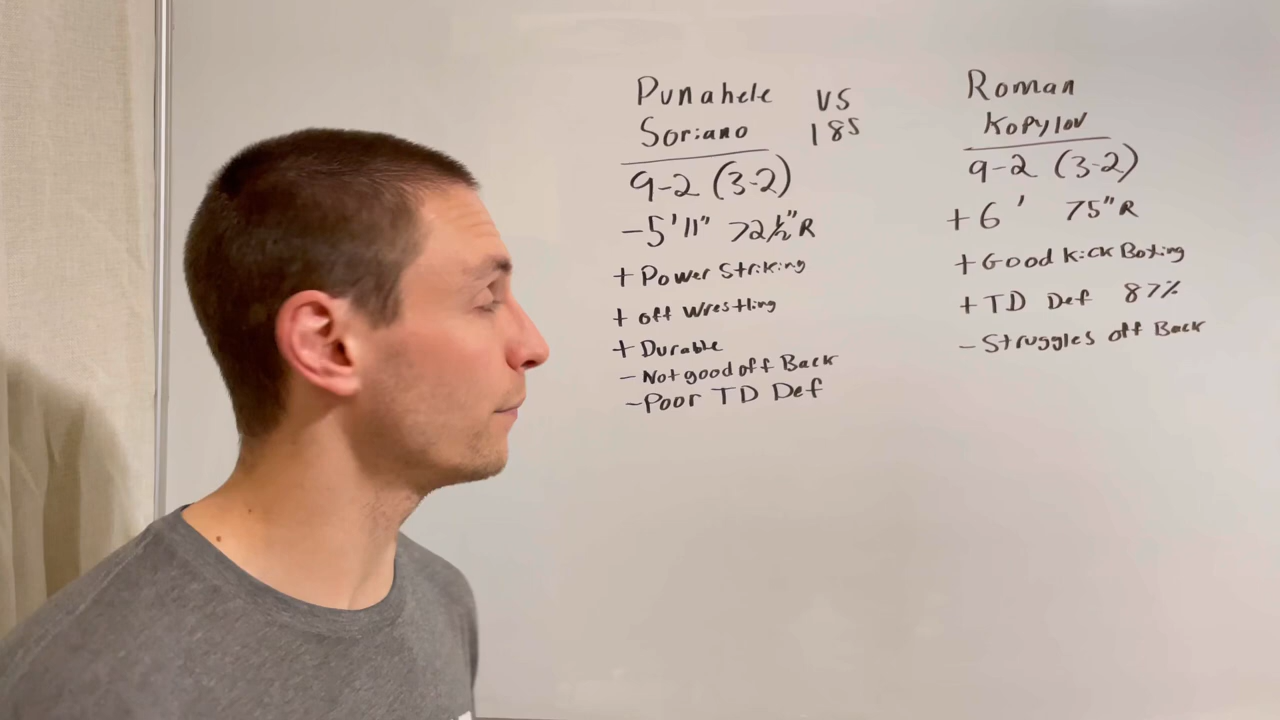 Punahele
Soriano
9-2 (3-2)
-5'11" 72½"R
+ Power Striking
+ Off Wrestling
+ Durable
- Not good off Back
- Poor TD Def
VS
185
Roman
Kopylov
9-2 (3-2)
+6' 75"R
+ Good Kick Boxing
+ TD Def 87%
- Struggles off Back